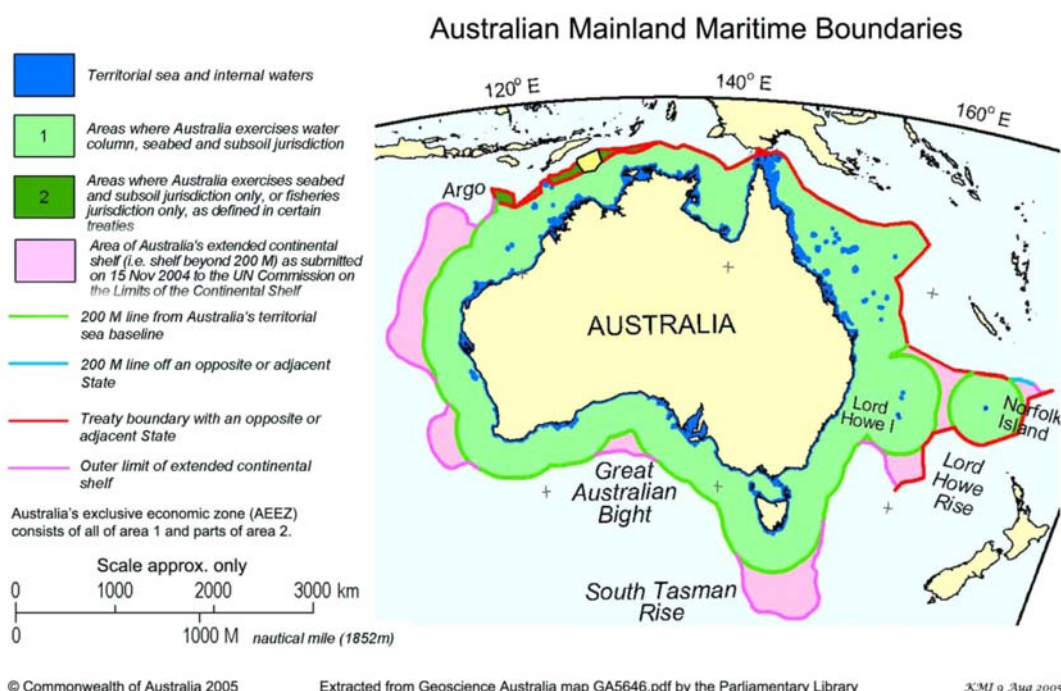 Australian Mainland Maritime Boundaries
Territorial sea and internal waters
1
Areas where Australia exercises water
column, seabed and subsoil jurisdiction
2
Areas where Australia exercises seabed
and subsoil jurisdiction only, or fisheries
jurisdiction only, as defined in certain
treaties
Area of Australia's extended continental
shelf (i.e. shelf beyond 200 M) as submitted
on 15 Nov 2004 to the UN Commission on
the Limits of the Continental Shelf
200 M line from Australia's territorial
sea baseline
200 M line off an opposite or adjacent
State
Treaty boundary with an opposite or
adjacent State
Outer limit of extended continental
shelf
Australia's exclusive economic zone (AEEZ)
consists of all of area 1 and parts of area 2.
Scale approx. only
0 1000 2000 3000 km
0 1000 M nautical mile (1852m)
120° E
140° E
160° E
Argo
AUSTRALIA
Lord
Howe I
Norfolk
Island
Great
Australian
Bight
Lord
Howe
Rise
South Tasman
Rise
© Commonwealth of Australia 2005
Extracted from Geoscience Australia map GA5646.pdf by the Parliamentary Library
KMI 9 Aug 2005